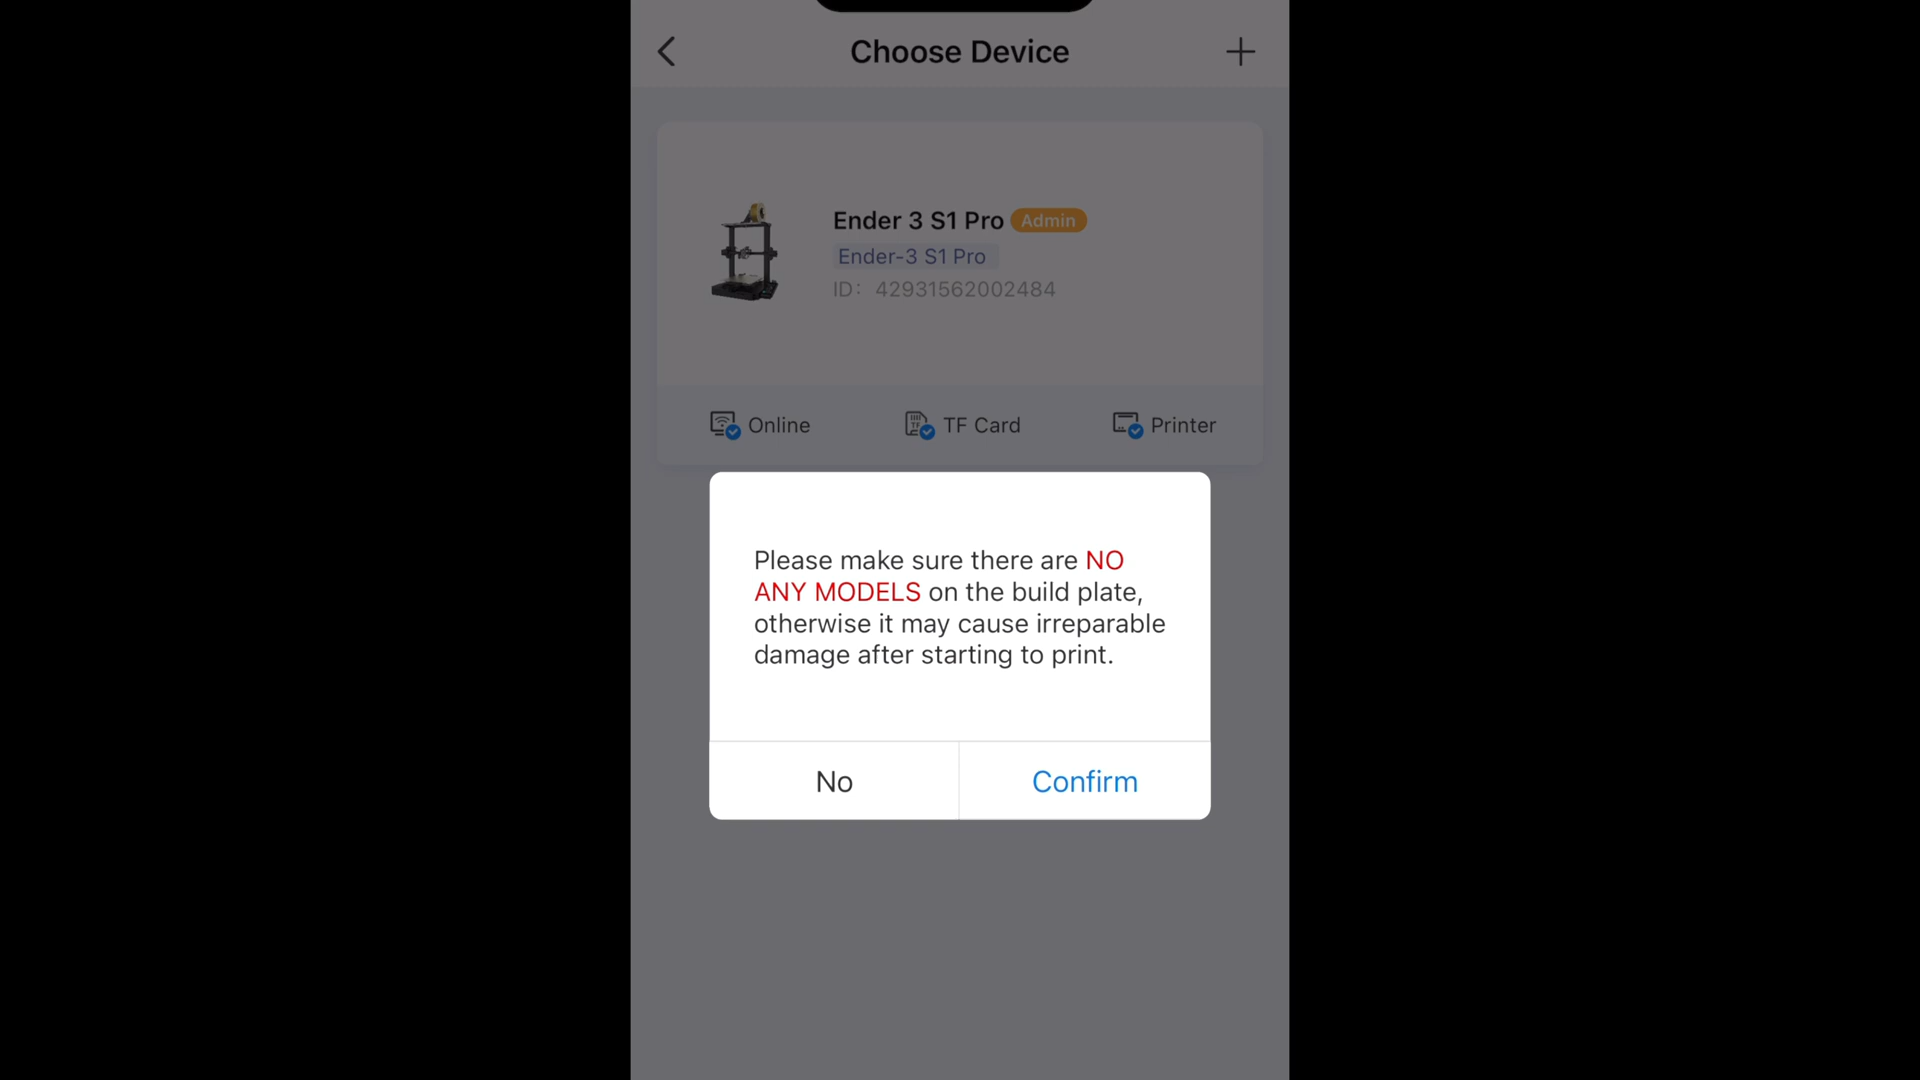 Choose Device
Ender 3 S1 Pro Admin
Ender-3 S1 Pro
ID: 42931562002484
Online TF Card Printer
Please make sure there are NO
ANY MODELS on the build plate,
otherwise it may cause irreparable
damage after starting to print.
No Confirm